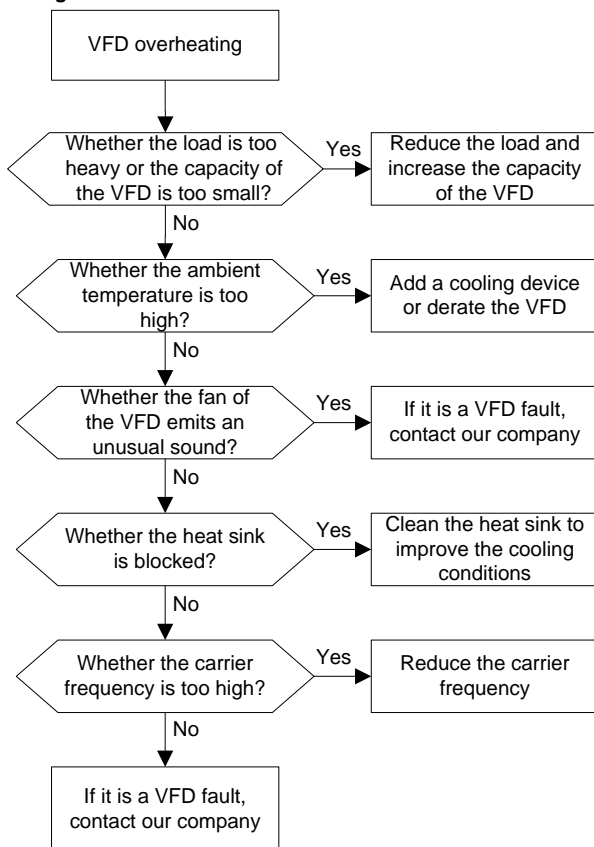 VFD overheating
Whether the load is too
heavy or the capacity of
the VFD is too small?
Yes
Reduce the load and
increase the capacity
of the VFD
No
Whether the ambient
temperature is too
high?
Yes
Add a cooling device
or derate the VFD
No
Whether the fan of
the VFD emits an
unusual sound?
Yes
If it is a VFD fault,
contact our company
No
Whether the heat sink
is blocked?
Yes
Clean the heat sink to
improve the cooling
conditions
No
Whether the carrier
frequency is too high?
Yes
Reduce the carrier
frequency
No
If it is a VFD fault,
contact our company